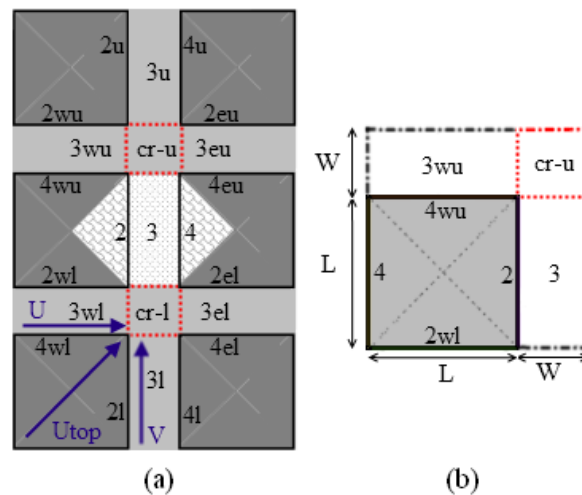 2u 3u 4u
2wu 2eu
3wu cr-u 3eu
4wu 4eu
2 3 4
2wl 2el
U 3wl cr-l 3el
4wl 4el
3l
2l 4l
Utop V
(a)
W 3wu cr-u
4wu
L 4 2 3
2wl
L W
(b)